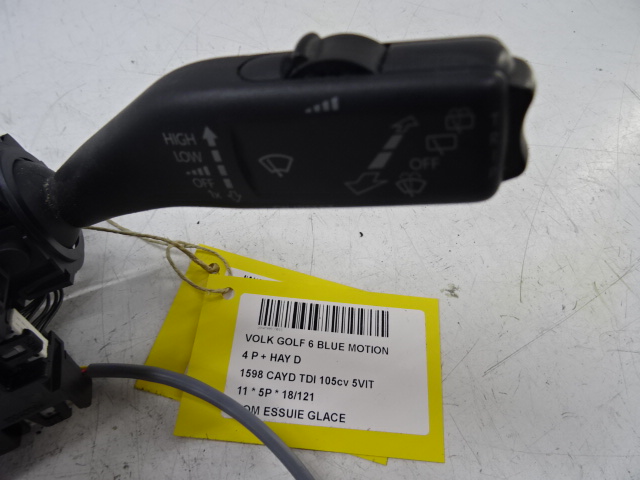 HIGH
LOW
OFF
1x
OFF
VOLK GOLF 6 BLUE MOTION
4 P + HAY D
1598 CAYD TDI 105cv 5VIT
11 * 5P * 18/121
OM ESSUIE GLACE